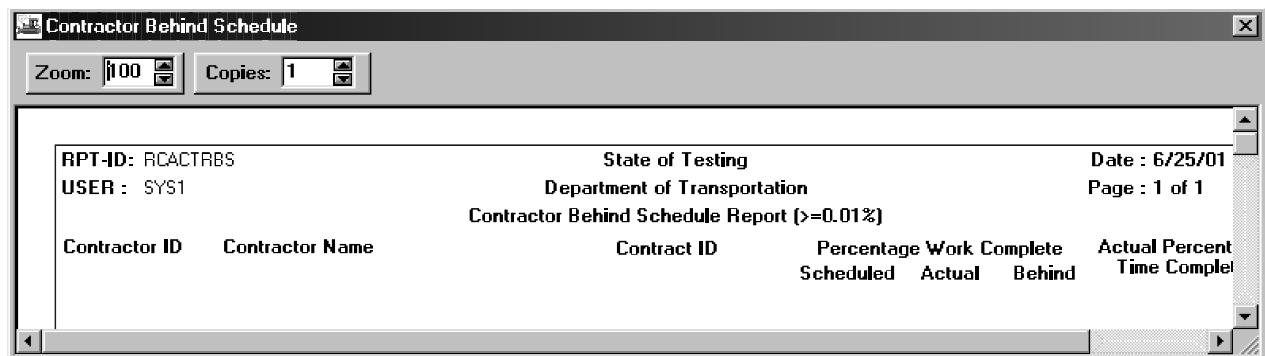 Contractor Behind Schedule
Zoom: 100 Copies: 1
RPT-ID: RCACTRBS State of Testing Date : 6/25/01
USER : SYS1 Department of Transportation Page : 1 of 1
Contractor Behind Schedule Report (>=0.01%)
Contractor ID Contractor Name Contract ID Percentage Work Complete Actual Percent
Scheduled Actual Behind Time Complet